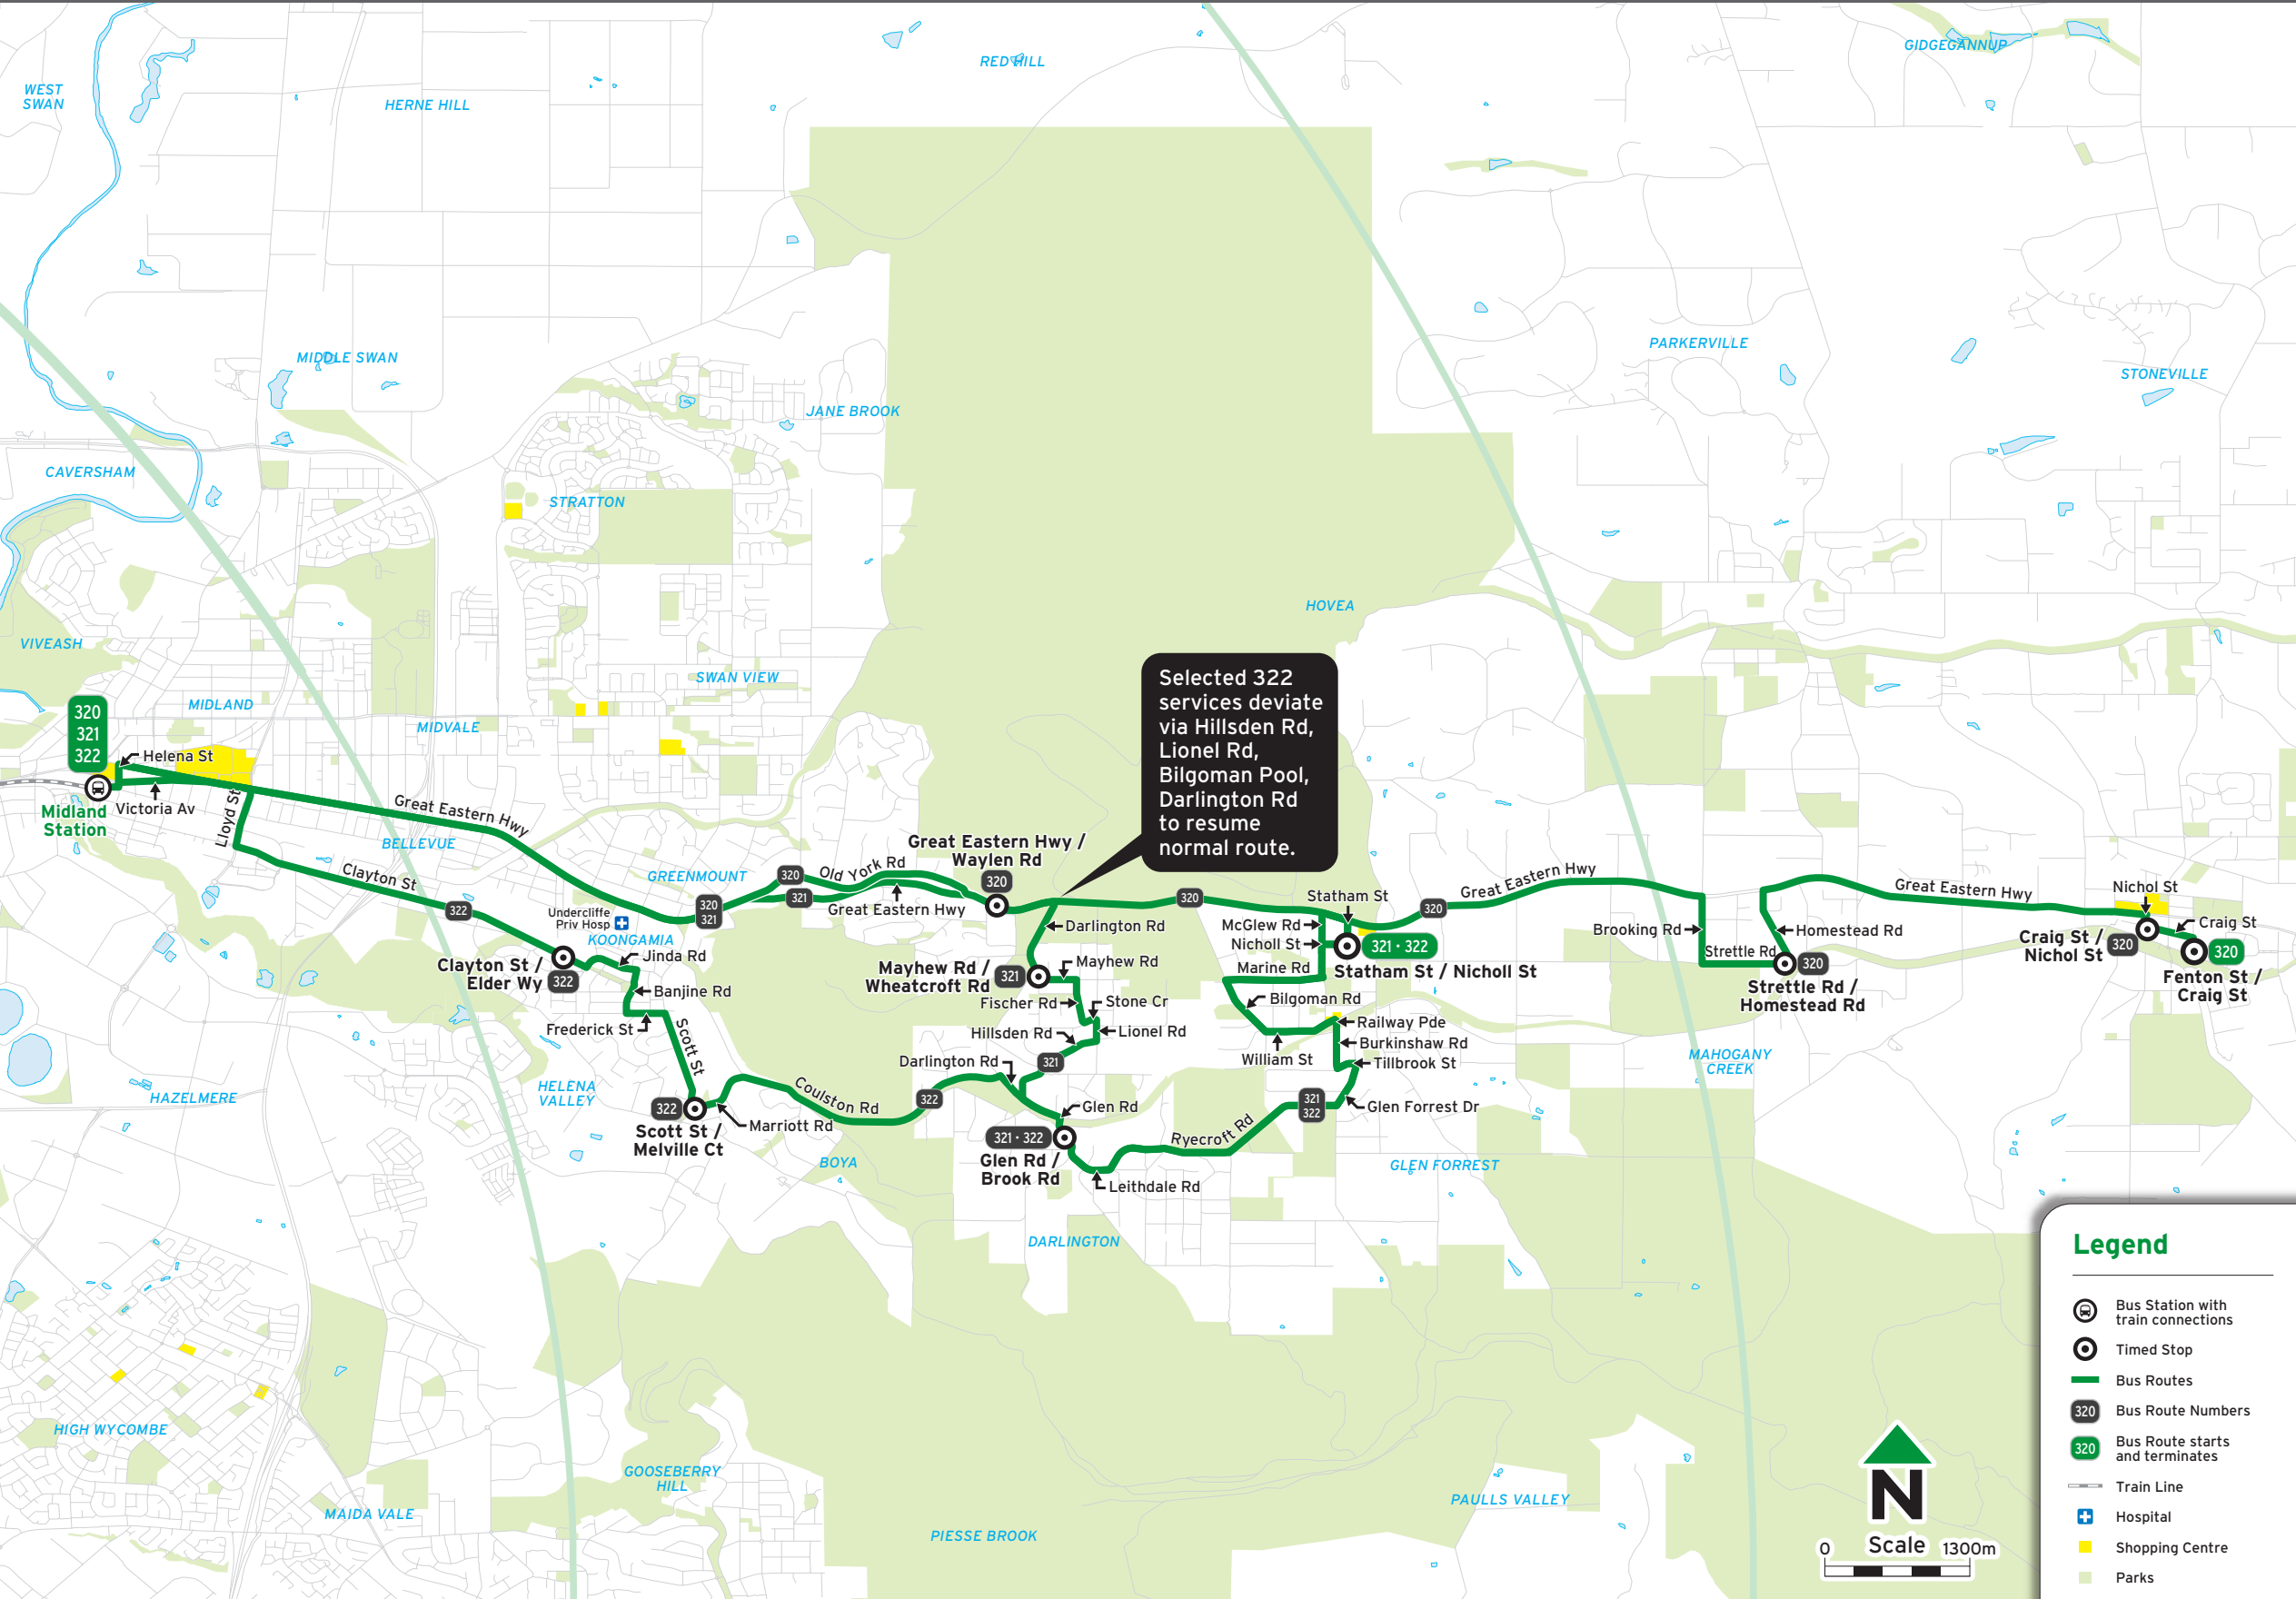 WEST
SWAN
HERNE HILL
RED HILL
GIDGEGANNUP
MIDDLE SWAN
JANE BROOK
PARKERVILLE
STONEVILLE
CAVERSHAM
STRATTON
HOVEA
VIVEASH
MIDLAND
MIDVALE
SWAN VIEW
320
321
322
Helena St
Midland
Station
Victoria Av
Lloyd St
Great Eastern Hwy
BELLEVUE
Clayton St
322
GREENMOUNT
Undercliffe
Priv Hosp
KOONGAMIA
320
321
320
321
Old York Rd
Great Eastern Hwy
Great Eastern Hwy /
Waylen Rd
320
Selected 322
services deviate
via Hillsden Rd,
Lionel Rd,
Bilgoman Pool,
Darlington Rd
to resume
normal route.
320
Statham St
McGlew Rd
Nicholl St
321 · 322
Statham St / Nicholl St
320
Great Eastern Hwy
Brooking Rd
Strettle Rd
Homestead Rd
320
Strettle Rd /
Homestead Rd
Great Eastern Hwy
Nichol St
Craig St
Craig St /
Nichol St
320
320
Fenton St /
Craig St
Clayton St /
Elder Wy
322
Jinda Rd
Banjine Rd
Frederick St
Scott St
Darlington Rd
Mayhew Rd /
Wheatcroft Rd
321
Mayhew Rd
Fischer Rd
Stone Cr
Hillsden Rd
Lionel Rd
Darlington Rd
321
Marine Rd
Bilgoman Rd
William St
Railway Pde
Burkinshaw Rd
Tillbrook St
Glen Forrest Dr
321
322
MAHOGANY
CREEK
HAZELMERE
HELENA
VALLEY
322
Scott St /
Melville Ct
Marriott Rd
Coulston Rd
322
BOYA
Glen Rd
321 · 322
Glen Rd /
Brook Rd
Leithdale Rd
Ryecroft Rd
GLEN FORREST
DARLINGTON
HIGH WYCOMBE
MAIDA VALE
GOOSEBERRY
HILL
PIESSE BROOK
PAULLS VALLEY
N
0
Scale
1300m
Legend
Bus Station with
train connections
Timed Stop
Bus Routes
320
Bus Route Numbers
320
Bus Route starts
and terminates
Train Line
Hospital
Shopping Centre
Parks